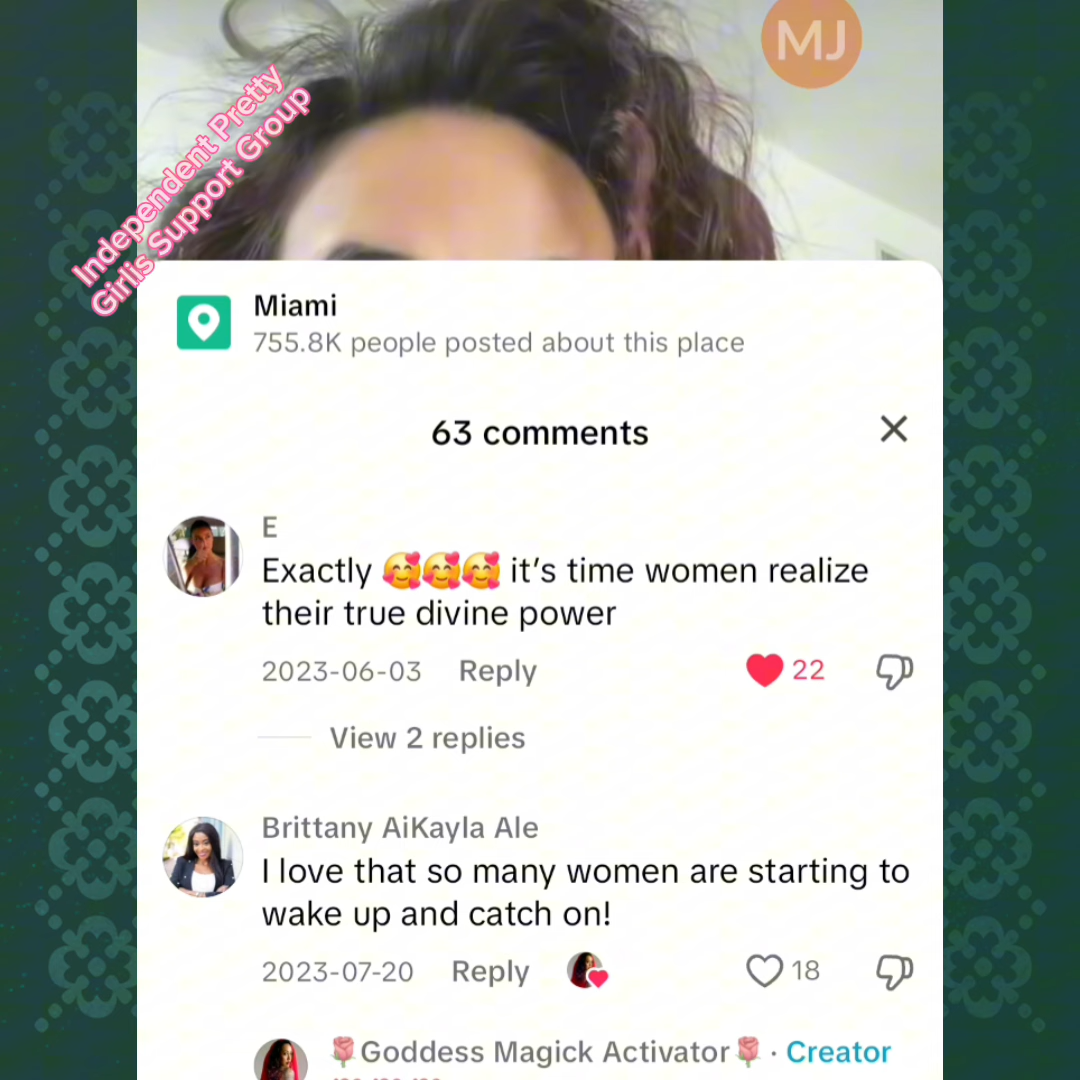 MJ
Independent Pretty
Girlis Support Group
Miami
755.8K people posted about this place
63 comments
E
Exactly 🥰🥰🥰 it's time women realize
their true divine power
2023-06-03 Reply 22
View 2 replies
Brittany AiKayla Ale
I love that so many women are starting to
wake up and catch on!
2023-07-20 Reply 18
🌹Goddess Magick Activator🌹 · Creator